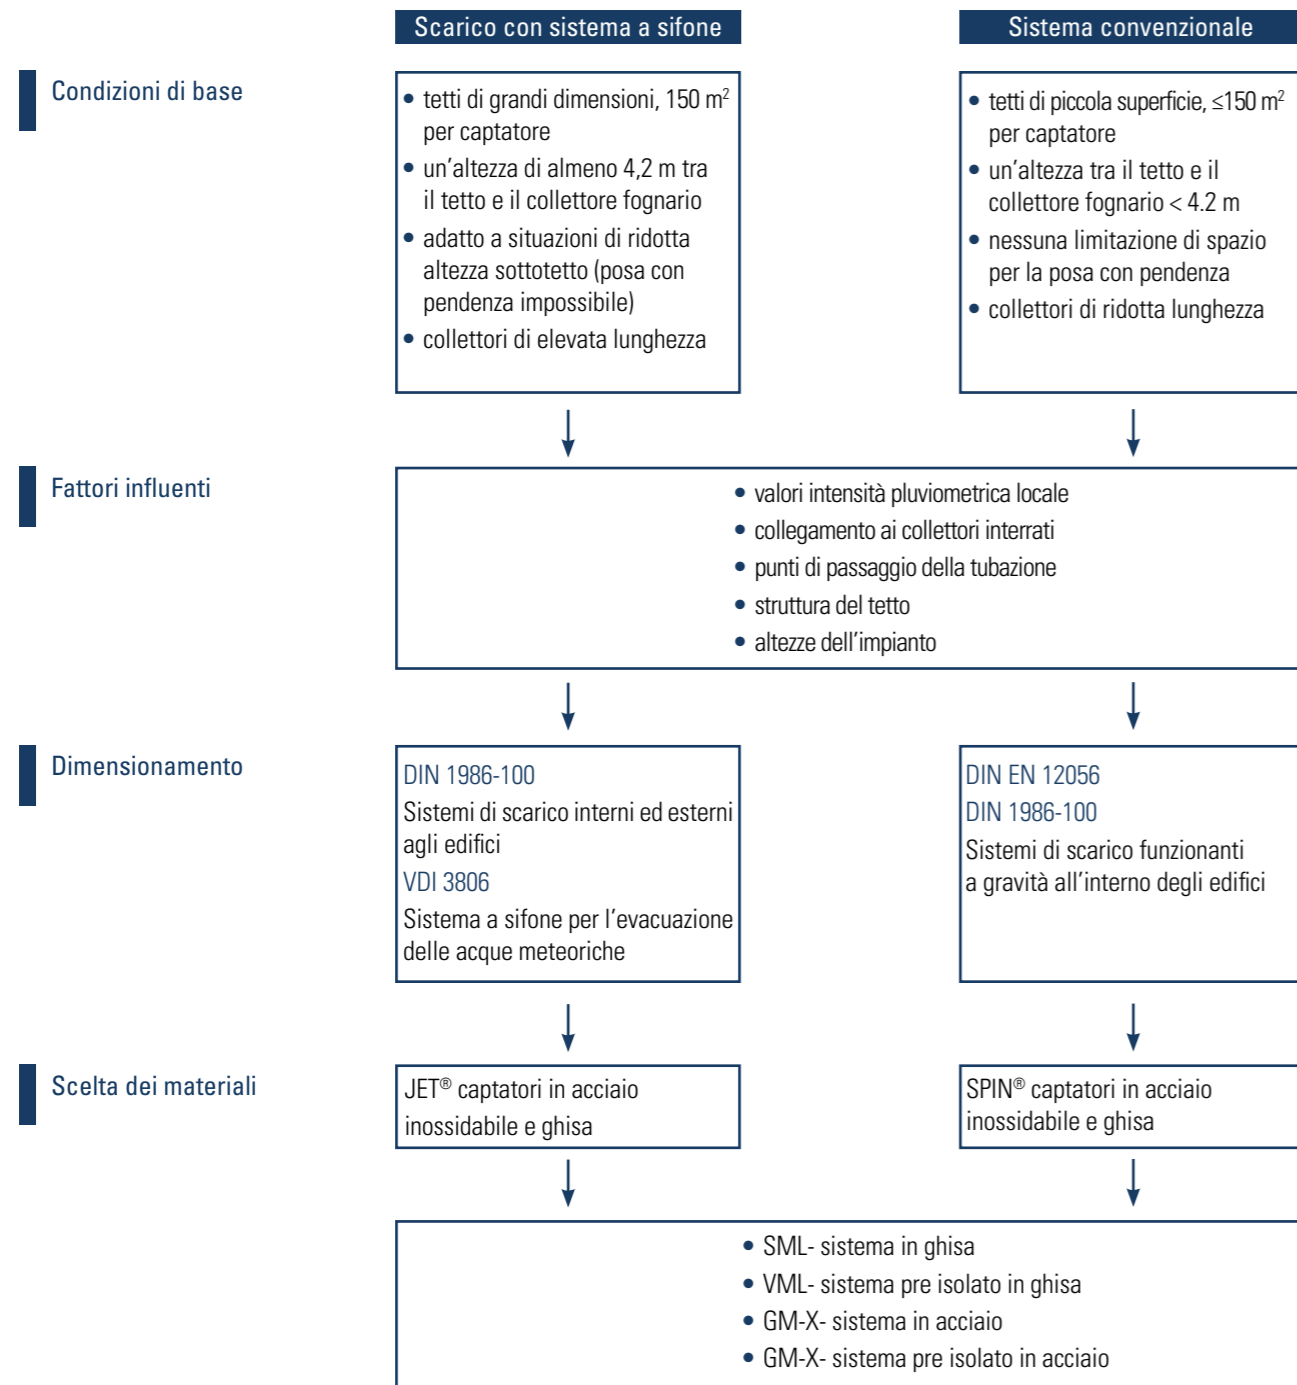 Scarico con sistema a sifone
Sistema convenzionale
Condizioni di base
• tetti di grandi dimensioni, 150 m²
per captatore
• un’altezza di almeno 4,2 m tra
il tetto e il collettore fognario
• adatto a situazioni di ridotta
altezza sottotetto (posa con
pendenza impossibile)
• collettori di elevata lunghezza
• tetti di piccola superficie, ≤150 m²
per captatore
• un’altezza tra il tetto e il
collettore fognario < 4.2 m
• nessuna limitazione di spazio
per la posa con pendenza
• collettori di ridotta lunghezza
Fattori influenti
• valori intensità pluviometrica locale
• collegamento ai collettori interrati
• punti di passaggio della tubazione
• struttura del tetto
• altezze dell’impianto
Dimensionamento
DIN 1986-100
Sistemi di scarico interni ed esterni
agli edifici
VDI 3806
Sistema a sifone per l’evacuazione
delle acque meteoriche
DIN EN 12056
DIN 1986-100
Sistemi di scarico funzionanti
a gravità all’interno degli edifici
Scelta dei materiali
JET® captatori in acciaio
inossidabile e ghisa
SPIN® captatori in acciaio
inossidabile e ghisa
• SML- sistema in ghisa
• VML- sistema pre isolato in ghisa
• GM-X- sistema in acciaio
• GM-X- sistema pre isolato in acciaio